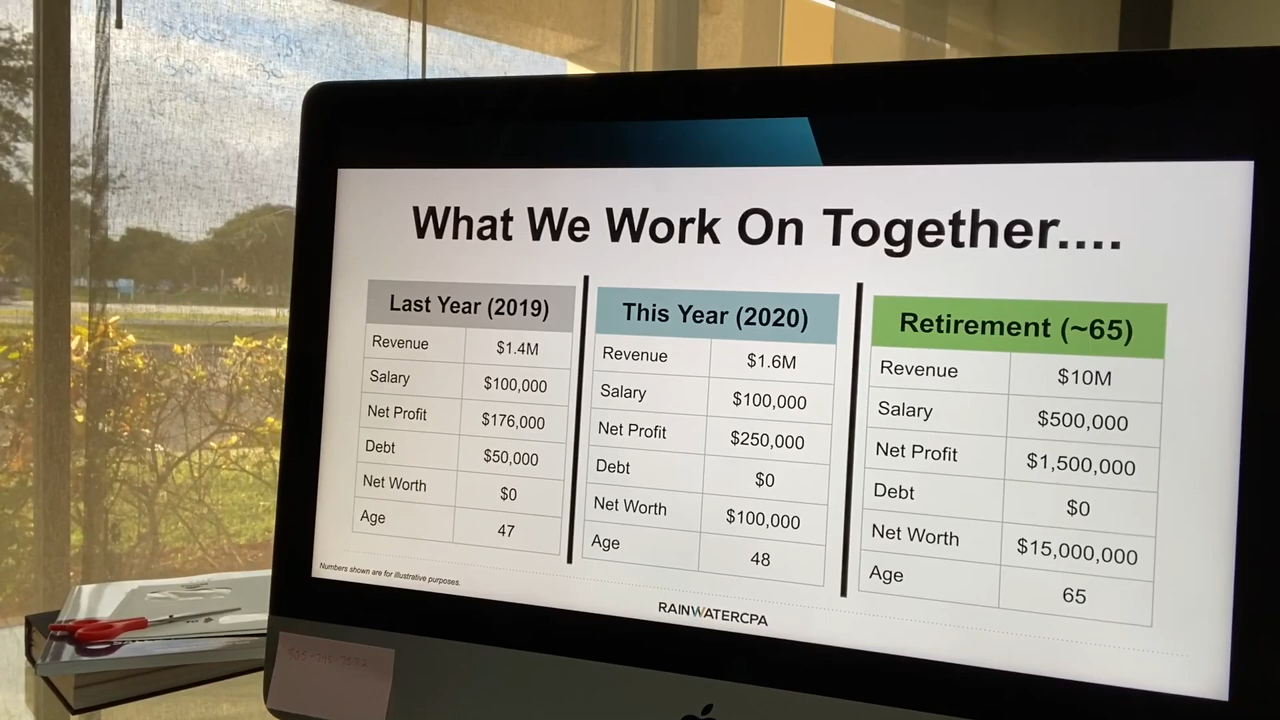 What We Work On Together....
Last Year (2019)
Revenue $1.4M
Salary $100,000
Net Profit $176,000
Debt $50,000
Net Worth $0
Age 47
This Year (2020)
Revenue $1.6M
Salary $100,000
Net Profit $250,000
Debt $0
Net Worth $100,000
Age 48
Retirement (~65)
Revenue $10M
Salary $500,000
Net Profit $1,500,000
Debt $0
Net Worth $15,000,000
Age 65
Numbers shown are for illustrative purposes.
RAINWATERCPA